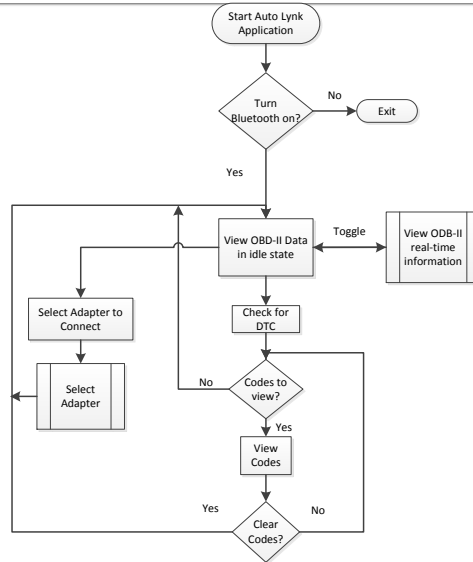 Start Auto Lynk
Application
Turn
Bluetooth on?
No
Exit
Yes
View OBD-II Data
in idle state
Toggle
View ODB-II
real-time
information
Select Adapter to
Connect
Check for
DTC
Select
Adapter
No
Codes to
view?
Yes
View
Codes
Yes
No
Clear
Codes?